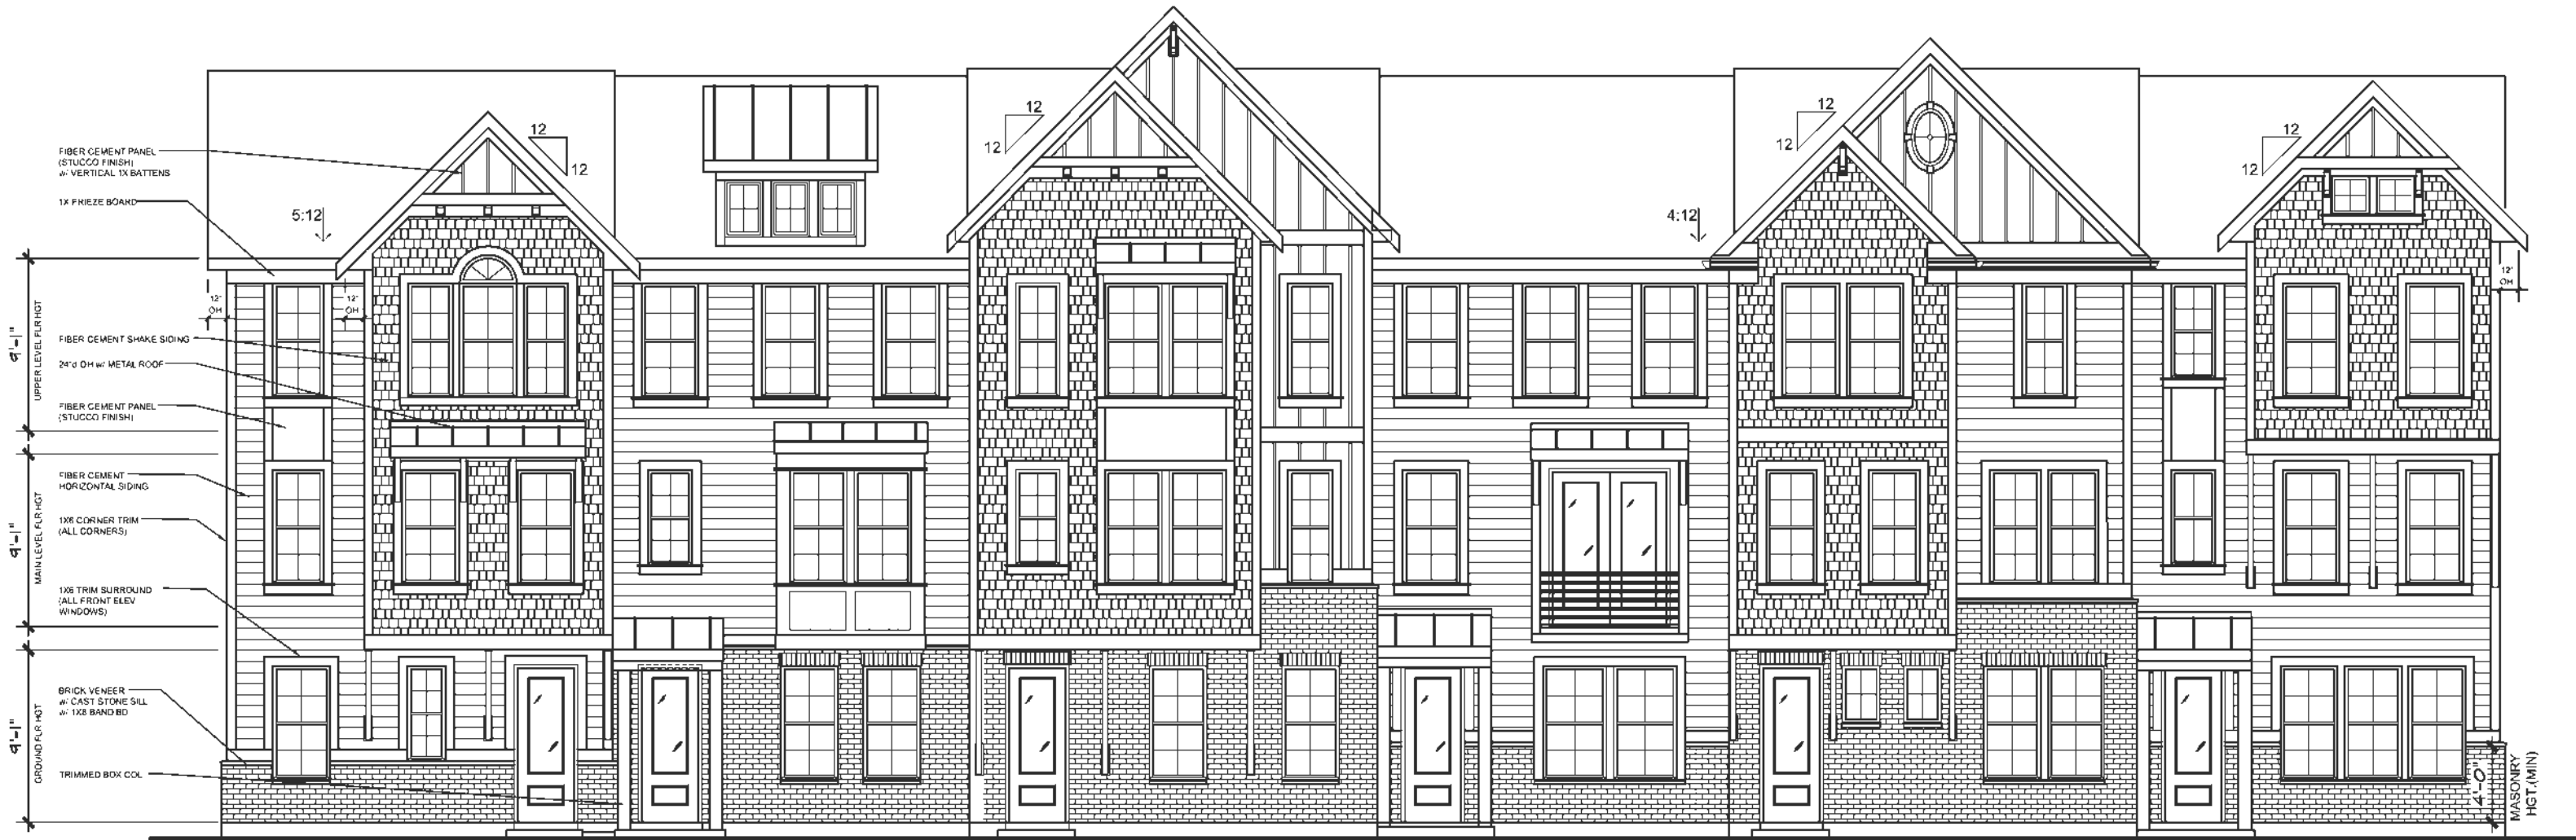 FIBER CEMENT PANEL
(STUCCO FINISH)
w/ VERTICAL 1X BATTENS
1X FRIEZE BOARD
FIBER CEMENT SHAKE SIDING
24"d OH w/ METAL ROOF
FIBER CEMENT PANEL
(STUCCO FINISH)
FIBER CEMENT
HORIZONTAL SIDING
1X6 CORNER TRIM
(ALL CORNERS)
1X6 TRIM SURROUND
(ALL FRONT ELEV
WINDOWS)
BRICK VENEER
w/ CAST STONE SILL
w/ 1X8 BAND BD
TRIMMED BOX COL
9'-1"
UPPER LEVEL FLR HGT
9'-1"
MAIN LEVEL FLR HGT
9'-1"
GROUND FLR HGT
5:12
12"
OH
12"
OH
12
12
12
12
4:12
12
12
12
12
12"
OH
4'-0"
MASONRY
HGT.(MIN)